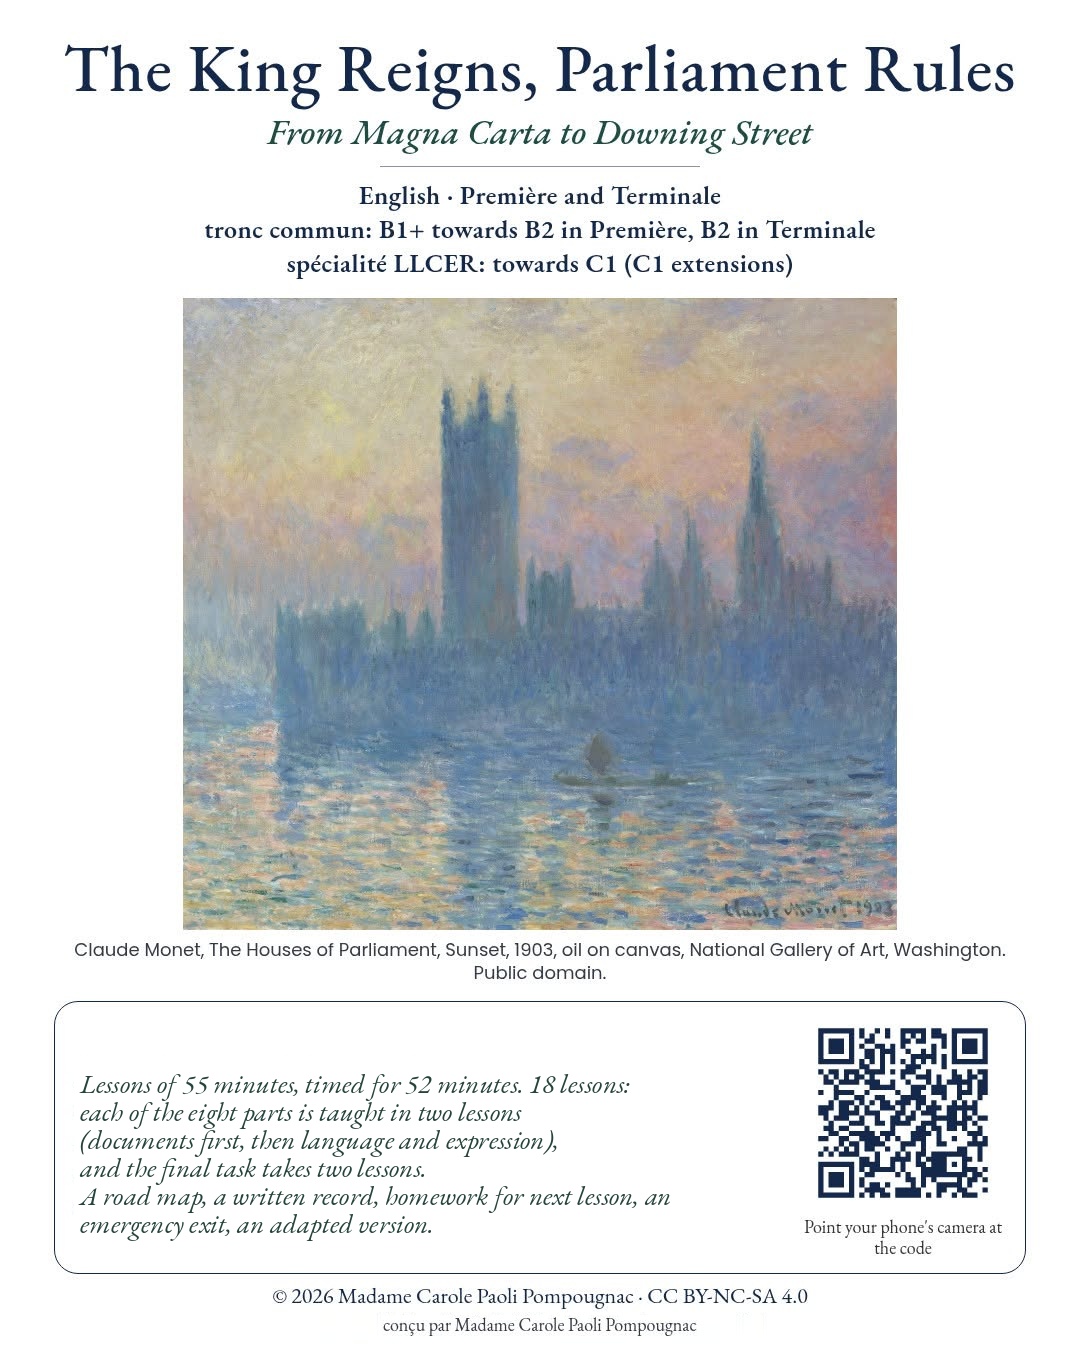 The King Reigns, Parliament Rules
From Magna Carta to Downing Street
English · Première and Terminale
tronc commun: B1+ towards B2 in Première, B2 in Terminale
spécialité LLCER: towards C1 (C1 extensions)
Claude Monet 1903
Claude Monet, The Houses of Parliament, Sunset, 1903, oil on canvas, National Gallery of Art, Washington.
Public domain.
Lessons of 55 minutes, timed for 52 minutes. 18 lessons:
each of the eight parts is taught in two lessons
(documents first, then language and expression),
and the final task takes two lessons.
A road map, a written record, homework for next lesson, an
emergency exit, an adapted version.
Point your phone's camera at
the code
© 2026 Madame Carole Paoli Pompougnac · CC BY-NC-SA 4.0
conçu par Madame Carole Paoli Pompougnac